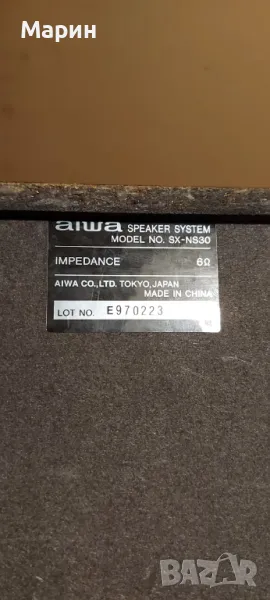 Марин
aiwa SPEAKER SYSTEM
MODEL NO. SX-NS30
IMPEDANCE 6Ω
AIWA CO.,LTD. TOKYO,JAPAN
MADE IN CHINA
LOT NO. E970223
BAZAR